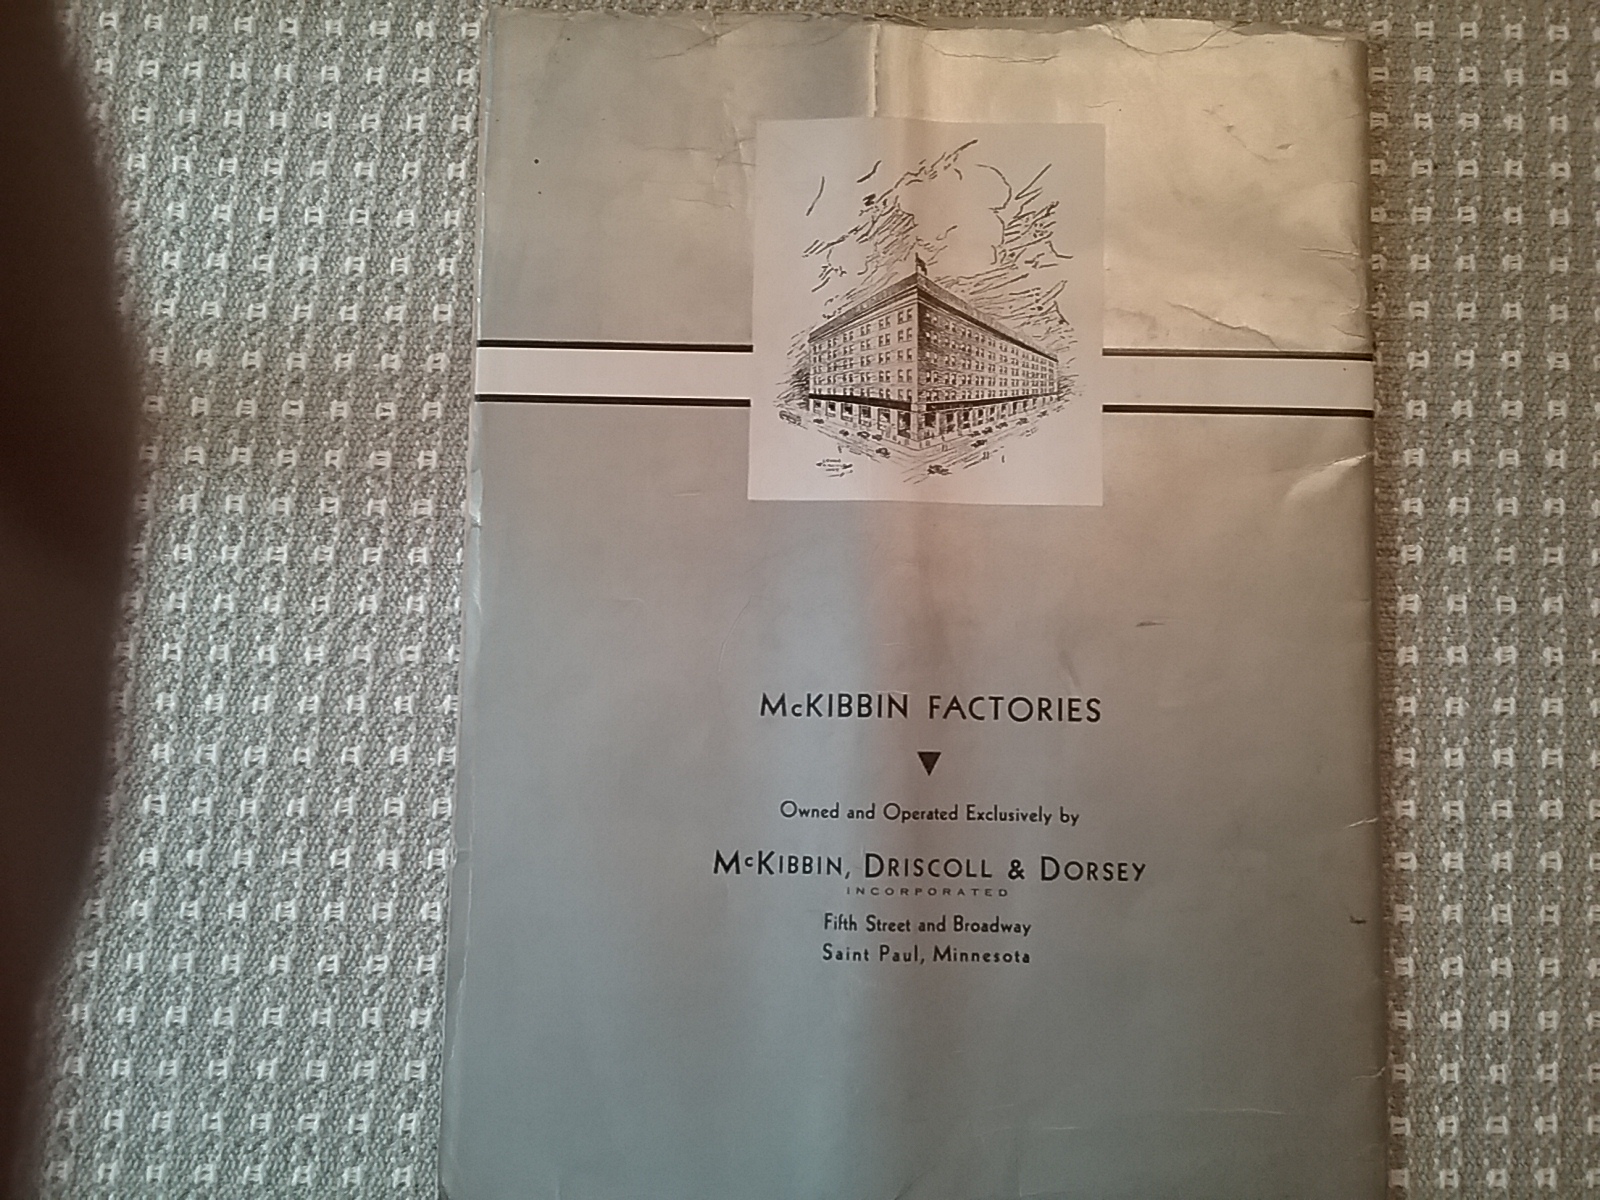 McKIBBIN FACTORIES
Owned and Operated Exclusively by
McKIBBIN, DRISCOLL & DORSEY
INCORPORATED
Fifth Street and Broadway
Saint Paul, Minnesota